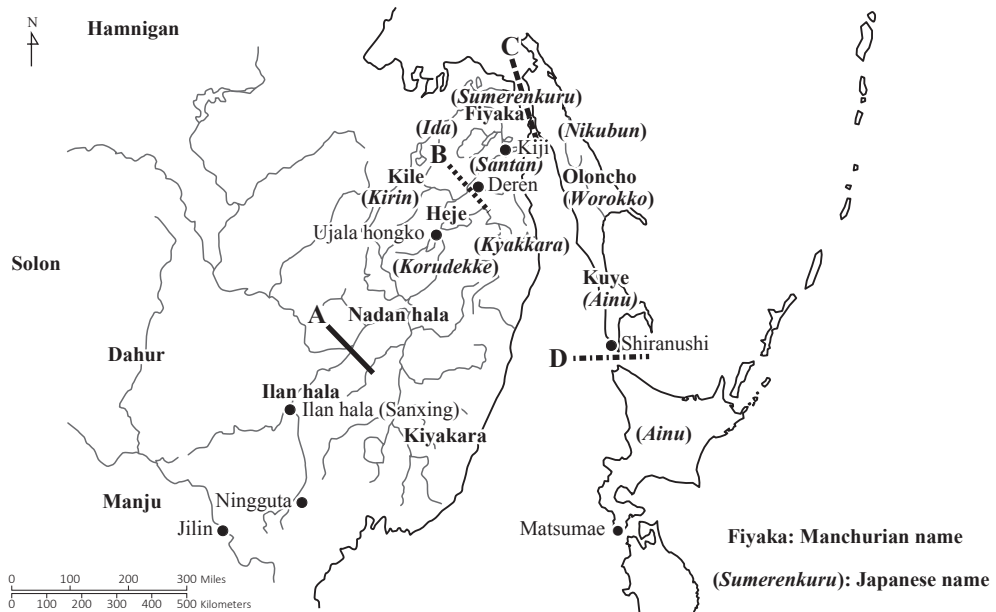 N
Hamnigan
C
(Sumerenkuru)
Fiyaka
(Ida)
(Nikubun)
Kiji
B
(Santan)
Kile
Oloncho
Deren
(Kirin)
(Worokko)
Heje
Ujala hongko
(Kyakkara)
Solon
(Korudekke)
Kuye
(Ainu)
A
Nadan hala
Shiranushi
Dahur
D
Ilan hala
Ilan hala (Sanxing)
Kiyakara
(Ainu)
Manju
Ningguta
Jilin
Matsumae
Fiyaka: Manchurian name
(Sumerenkuru): Japanese name
0 100 200 300 Miles
0 100 200 300 400 500 Kilometers